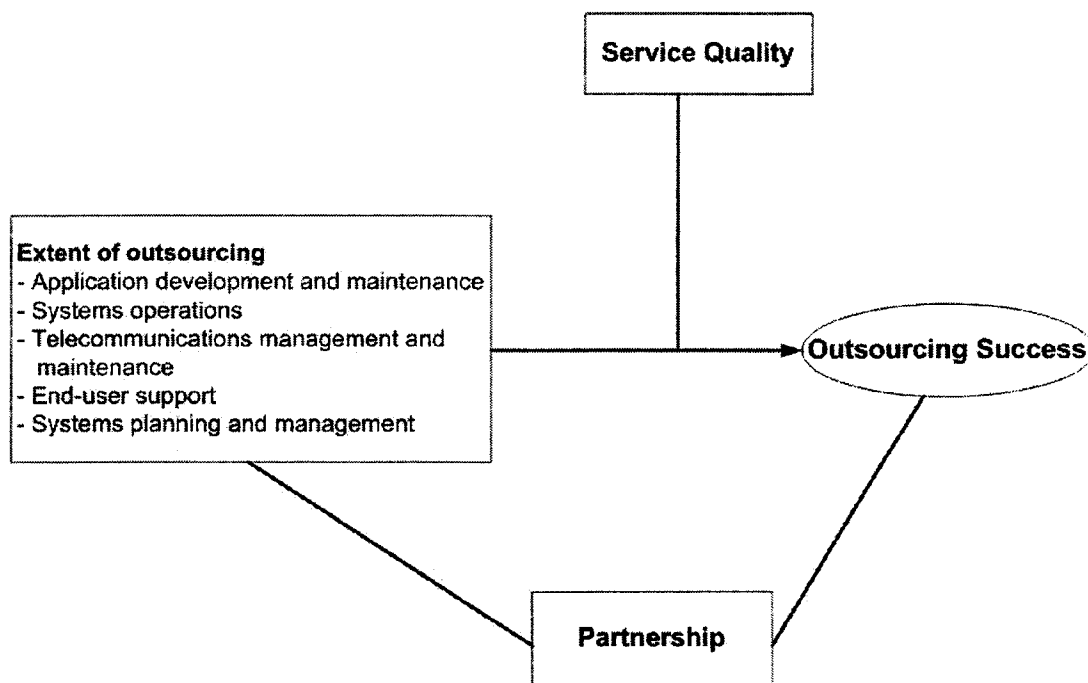 Service Quality
Extent of outsourcing
- Application development and maintenance
- Systems operations
- Telecommunications management and
maintenance
- End-user support
- Systems planning and management
Outsourcing Success
Partnership